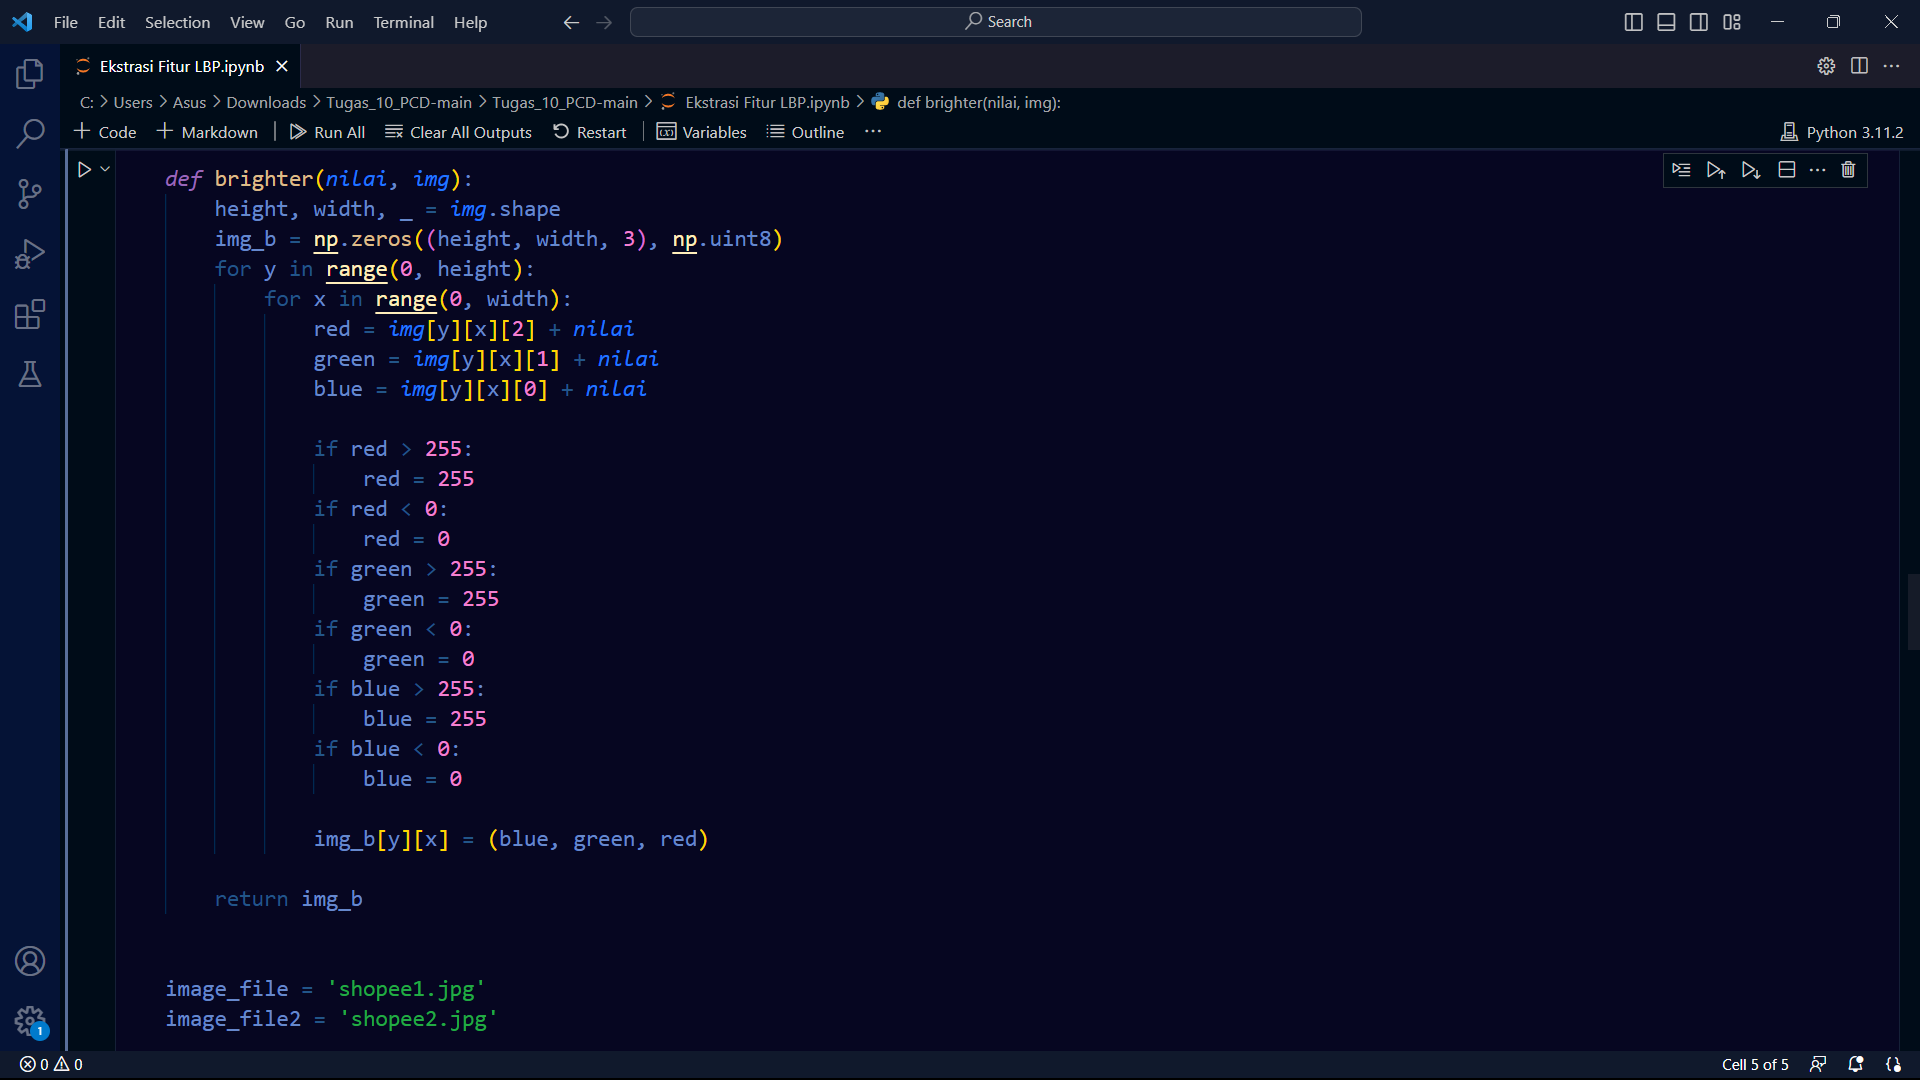 File Edit Selection View Go Run Terminal Help Search
Ekstrasi Fitur LBP.ipynb
C: > Users > Asus > Downloads > Tugas_10_PCD-main > Tugas_10_PCD-main > Ekstrasi Fitur LBP.ipynb > def brighter(nilai, img):
+ Code + Markdown | Run All Clear All Outputs Restart | Variables Outline ... Python 3.11.2
def brighter(nilai, img):
    height, width, _ = img.shape
    img_b = np.zeros((height, width, 3), np.uint8)
    for y in range(0, height):
        for x in range(0, width):
            red = img[y][x][2] + nilai
            green = img[y][x][1] + nilai
            blue = img[y][x][0] + nilai
            if red > 255:
                red = 255
            if red < 0:
                red = 0
            if green > 255:
                green = 255
            if green < 0:
                green = 0
            if blue > 255:
                blue = 255
            if blue < 0:
                blue = 0
            img_b[y][x] = (blue, green, red)
    return img_b
image_file = 'shopee1.jpg'
image_file2 = 'shopee2.jpg'
1
0 0 Cell 5 of 5